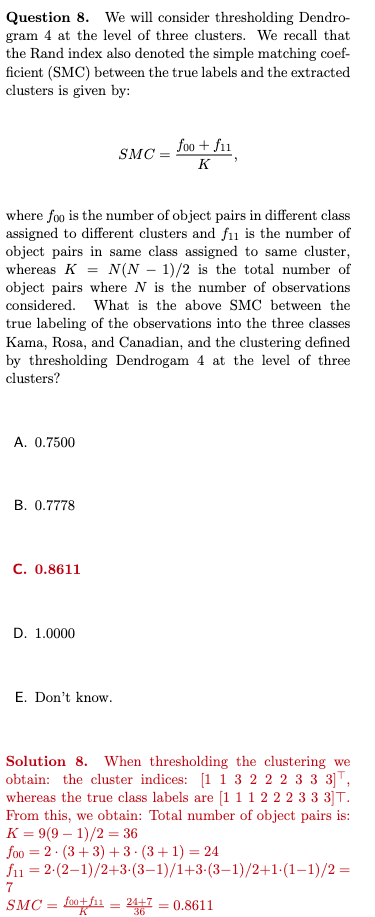 Question 8. We will consider thresholding Dendro-
gram 4 at the level of three clusters. We recall that
the Rand index also denoted the simple matching coef-
ficient (SMC) between the true labels and the extracted
clusters is given by:
SMC = \frac{f_{00} + f_{11}}{K},
where f_{00} is the number of object pairs in different class
assigned to different clusters and f_{11} is the number of
object pairs in same class assigned to same cluster,
whereas K = N(N − 1)/2 is the total number of
object pairs where N is the number of observations
considered. What is the above SMC between the
true labeling of the observations into the three classes
Kama, Rosa, and Canadian, and the clustering defined
by thresholding Dendrogam 4 at the level of three
clusters?
A. 0.7500
B. 0.7778
C. 0.8611
D. 1.0000
E. Don't know.
Solution 8. When thresholding the clustering we
obtain: the cluster indices: [1 1 3 2 2 2 3 3 3]^⊤,
whereas the true class labels are [1 1 1 2 2 2 3 3 3]⊤.
From this, we obtain: Total number of object pairs is:
K = 9(9 − 1)/2 = 36
f_{00} = 2 · (3 + 3) + 3 · (3 + 1) = 24
f_{11} = 2·(2−1)/2+3·(3−1)/1+3·(3−1)/2+1·(1−1)/2 =
7
SMC = \frac{f_{00}+f_{11}}{K} = \frac{24+7}{36} = 0.8611